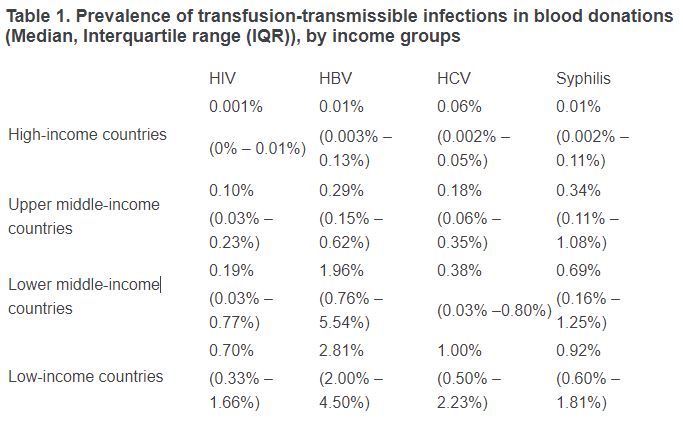 Table 1. Prevalence of transfusion-transmissible infections in blood donations
(Median, Interquartile range (IQR)), by income groups
HIV HBV HCV Syphilis
High-income countries
0.001% 0.01% 0.06% 0.01%
(0% – 0.01%) (0.003% – 0.13%) (0.002% – 0.05%) (0.002% – 0.11%)
Upper middle-income
countries
0.10% 0.29% 0.18% 0.34%
(0.03% – 0.23%) (0.15% – 0.62%) (0.06% – 0.35%) (0.11% – 1.08%)
Lower middle-income
countries
0.19% 1.96% 0.38% 0.69%
(0.03% – 0.77%) (0.76% – 5.54%) (0.03% –0.80%) (0.16% – 1.25%)
Low-income countries
0.70% 2.81% 1.00% 0.92%
(0.33% – 1.66%) (2.00% – 4.50%) (0.50% – 2.23%) (0.60% – 1.81%)